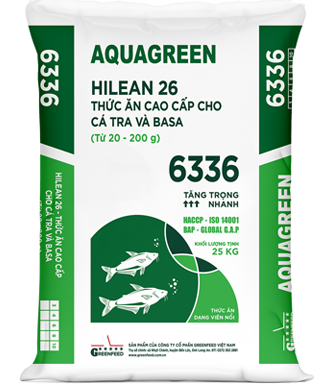 AQUAGREEN
HILEAN 26
THỨC ĂN CAO CẤP CHO
CÁ TRA VÀ BASA
(Từ 20 - 200 g)
6336
TĂNG TRỌNG
NHANH
HACCP - ISO 14001
BAP - GLOBAL G.A.P
KHỐI LƯỢNG TỊNH
25 KG
THỨC ĂN
DẠNG VIÊN NỔI
GREENFEED
SẢN PHẨM CỦA CÔNG TY CỔ PHẦN GREENFEED VIỆT NAM
6336
HILEAN 26 - THỨC ĂN CAO CẤP
CHO CÁ TRA VÀ BASA
6336
AQUAGREEN